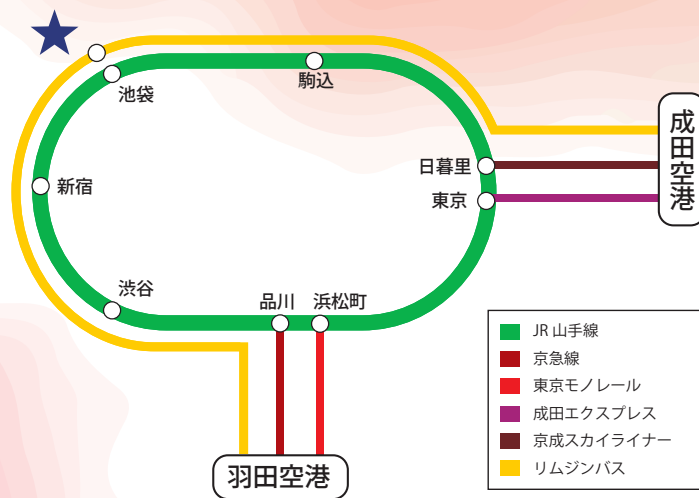 池袋
駒込
成田空港
日暮里
新宿
東京
渋谷
品川
浜松町
JR 山手線
京急線
東京モノレール
成田エクスプレス
京成スカイライナー
リムジンバス
羽田空港